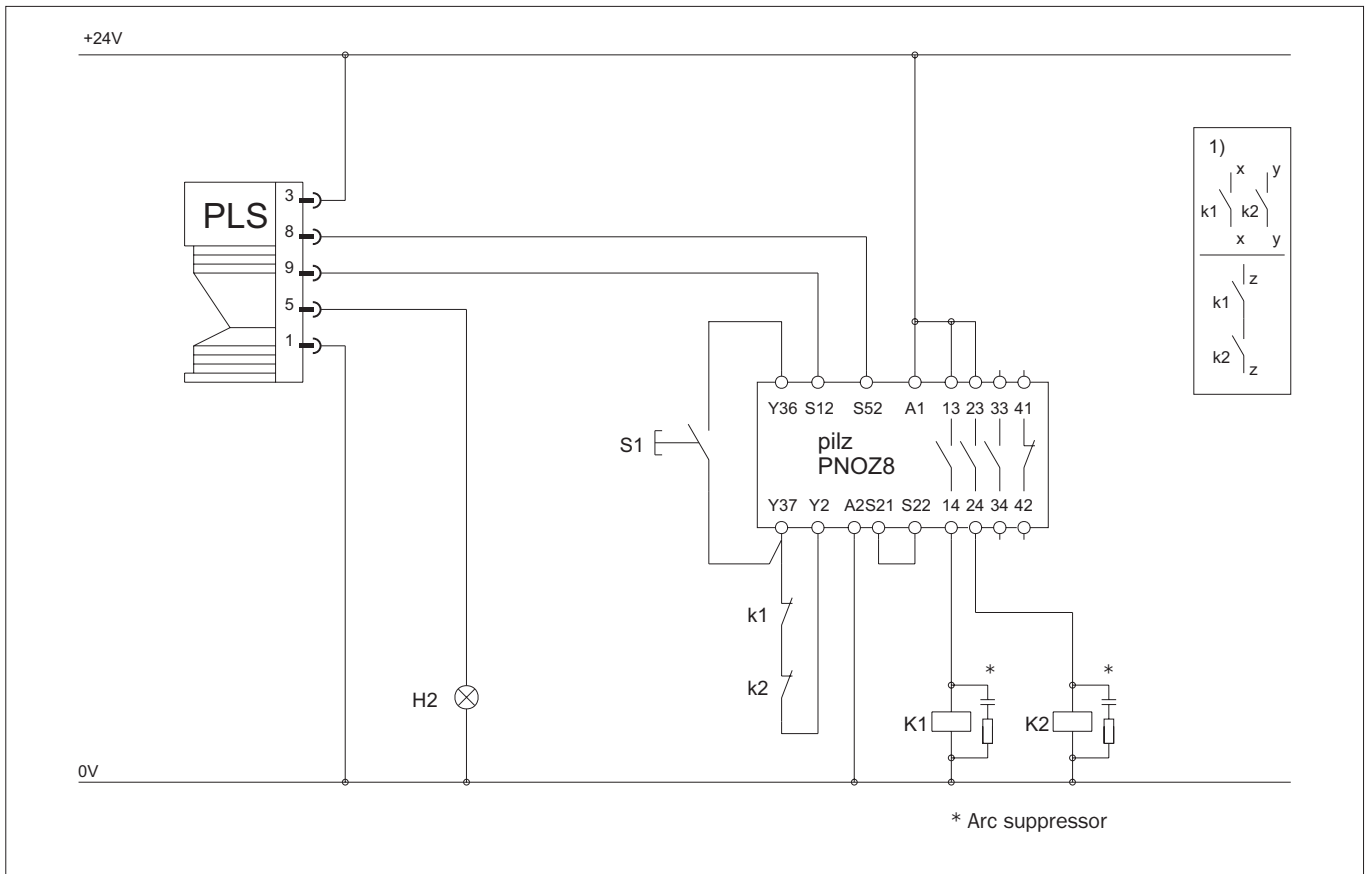 +24V
1)
x y
k1 k2
x y
z
k1
k2
z
PLS
3
8
9
5
1
Y36 S12 S52 A1 13 23 33 41
S1
pilz
PNOZ8
Y37 Y2 A2 S21 S22 14 24 34 42
k1
k2
H2
* *
K1 K2
0V
* Arc suppressor